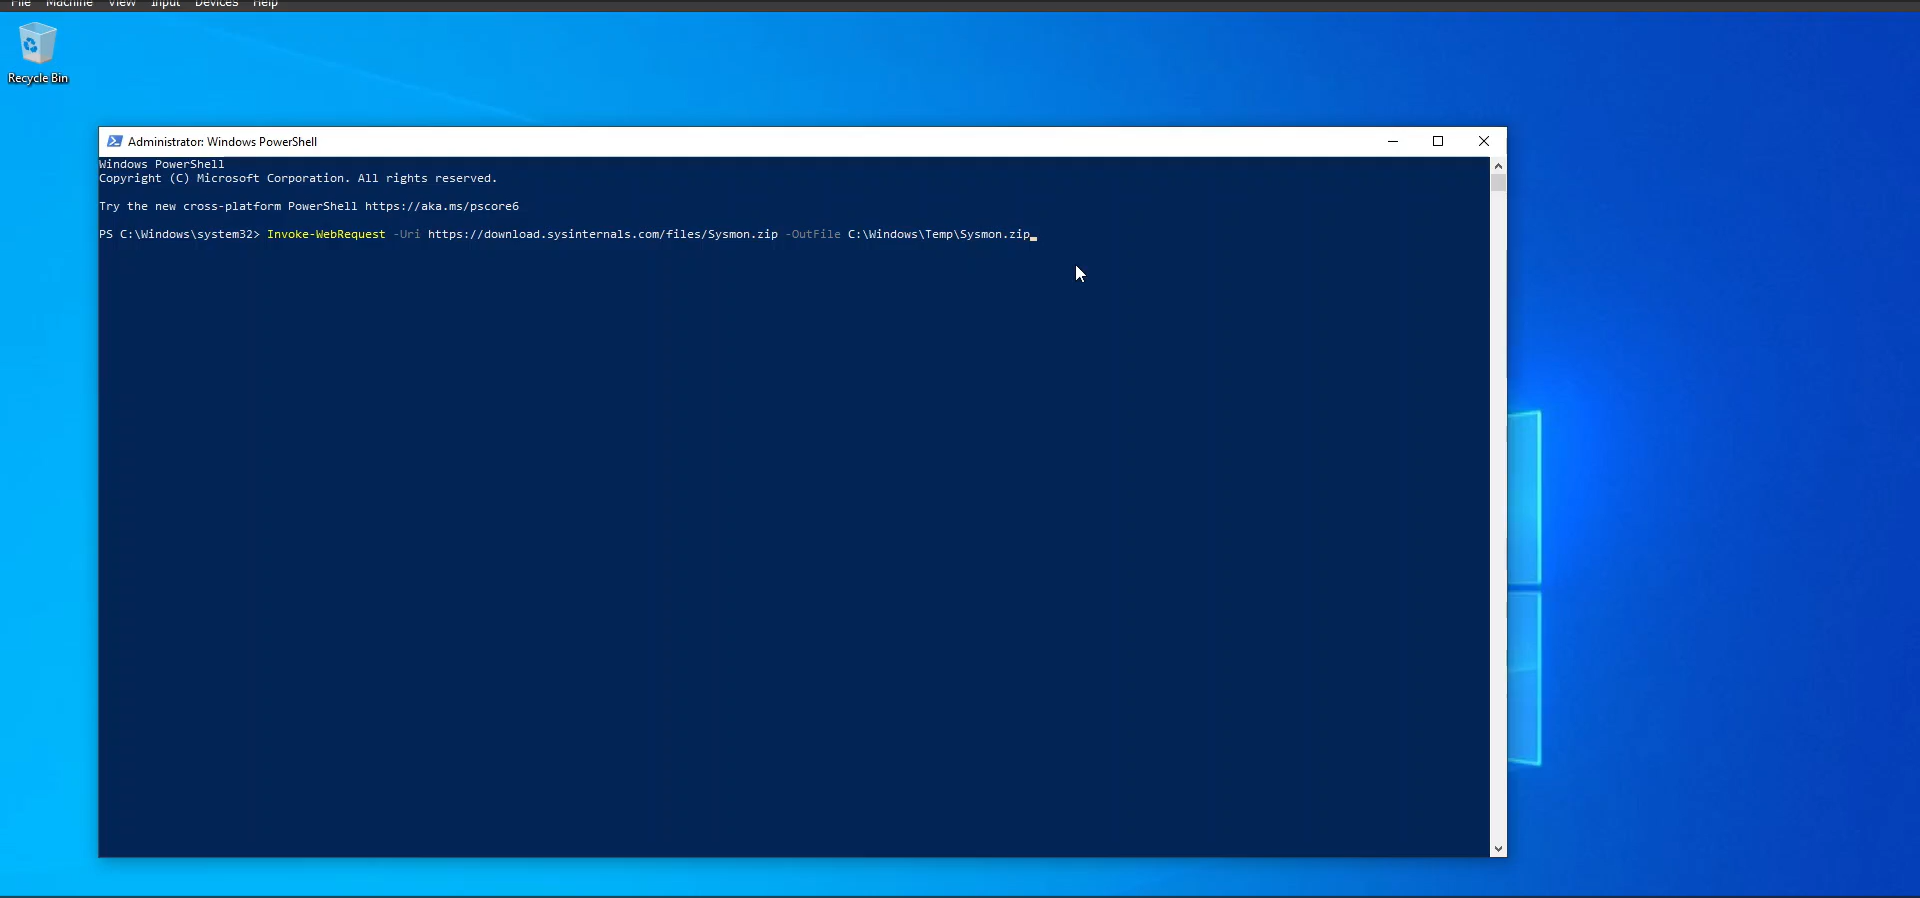 File Machine View Input Devices Help
Recycle Bin
Administrator: Windows PowerShell
Windows PowerShell
Copyright (C) Microsoft Corporation. All rights reserved.
Try the new cross-platform PowerShell https://aka.ms/pscore6
PS C:\Windows\system32> Invoke-WebRequest -Uri https://download.sysinternals.com/files/Sysmon.zip -OutFile C:\Windows\Temp\Sysmon.zip